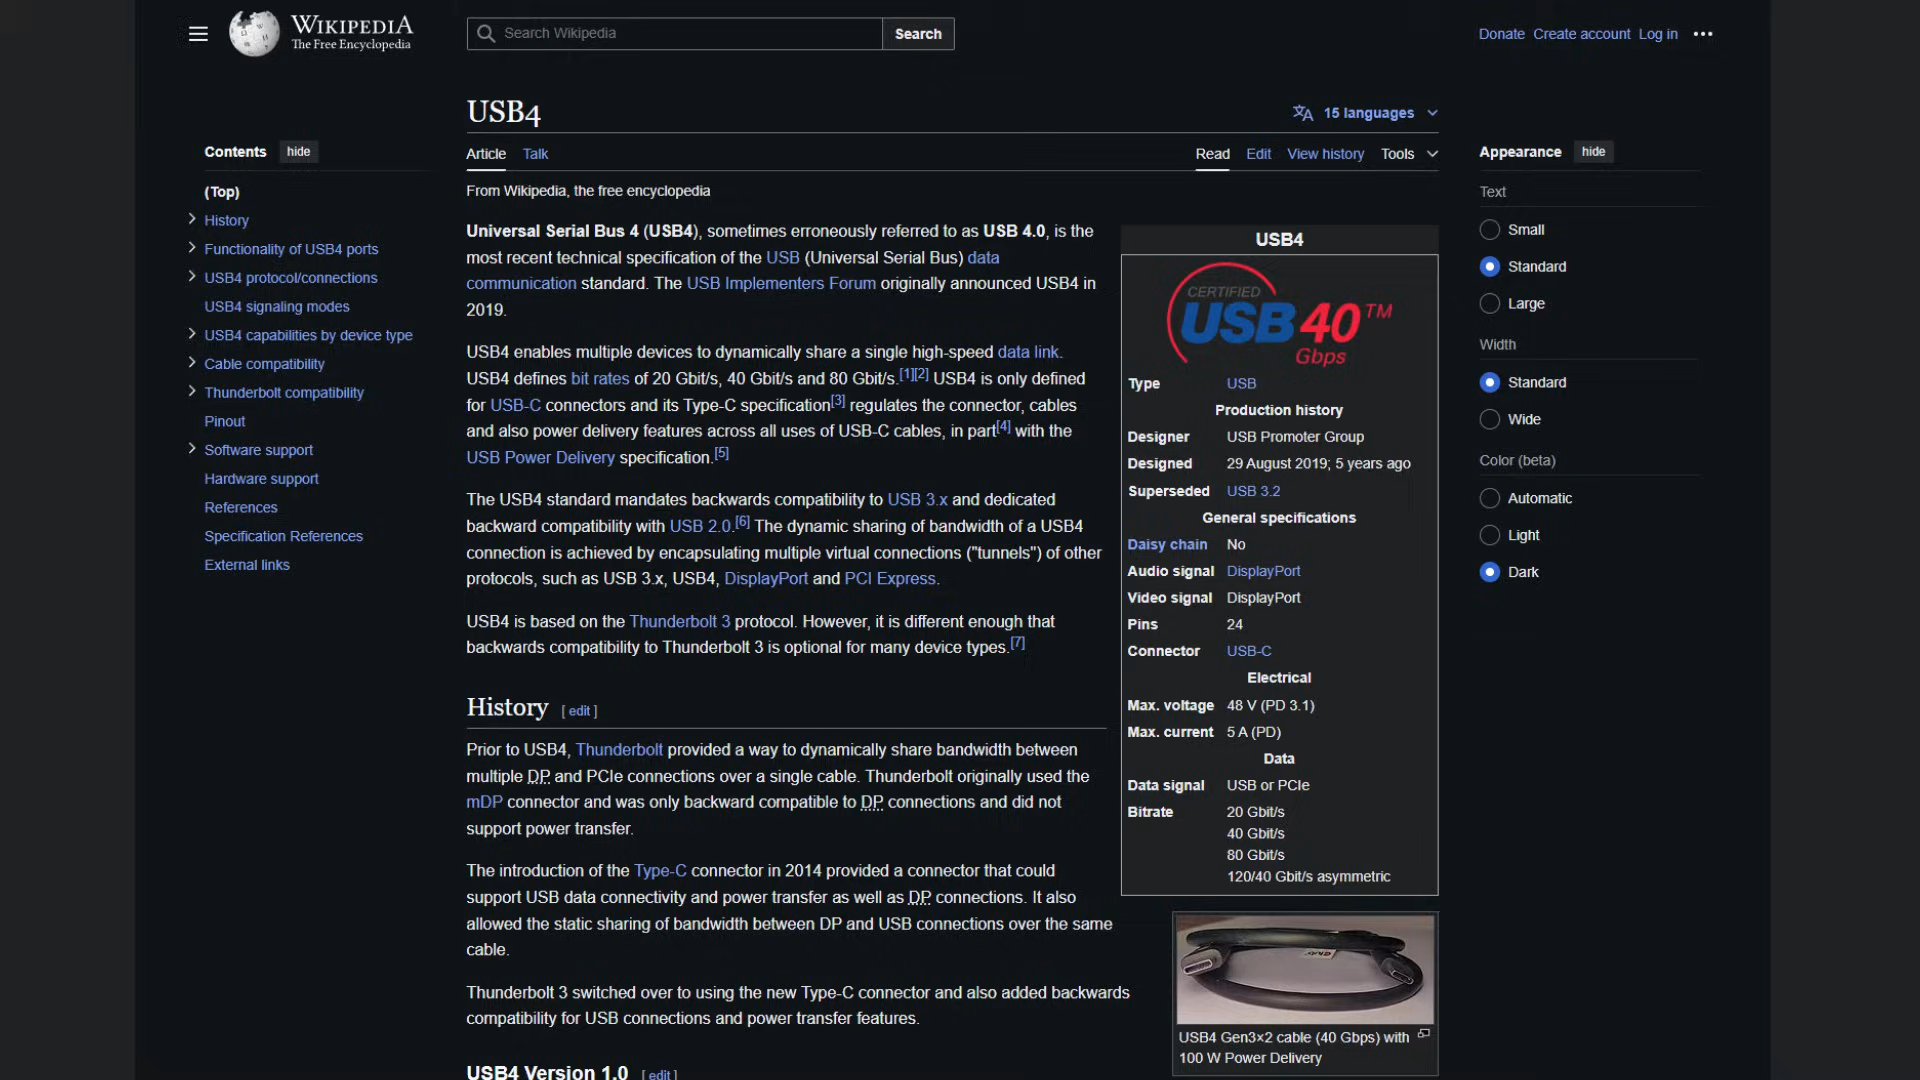 WIKIPEDIA
The Free Encyclopedia
Search Wikipedia
Search
Donate Create account Log in
USB4
15 languages
Article Talk
Read Edit View history Tools
From Wikipedia, the free encyclopedia
Contents hide
(Top)
History
Functionality of USB4 ports
USB4 protocol/connections
USB4 signaling modes
USB4 capabilities by device type
Cable compatibility
Thunderbolt compatibility
Pinout
Software support
Hardware support
References
Specification References
External links
Universal Serial Bus 4 (USB4), sometimes erroneously referred to as USB 4.0, is the
most recent technical specification of the USB (Universal Serial Bus) data
communication standard. The USB Implementers Forum originally announced USB4 in
2019.
USB4 enables multiple devices to dynamically share a single high-speed data link.
USB4 defines bit rates of 20 Gbit/s, 40 Gbit/s and 80 Gbit/s.[1][2] USB4 is only defined
for USB-C connectors and its Type-C specification[3] regulates the connector, cables
and also power delivery features across all uses of USB-C cables, in part[4] with the
USB Power Delivery specification.[5]
The USB4 standard mandates backwards compatibility to USB 3.x and dedicated
backward compatibility with USB 2.0.[6] The dynamic sharing of bandwidth of a USB4
connection is achieved by encapsulating multiple virtual connections ("tunnels") of other
protocols, such as USB 3.x, USB4, DisplayPort and PCI Express.
USB4 is based on the Thunderbolt 3 protocol. However, it is different enough that
backwards compatibility to Thunderbolt 3 is optional for many device types.[7]
History [ edit ]
Prior to USB4, Thunderbolt provided a way to dynamically share bandwidth between
multiple DP and PCIe connections over a single cable. Thunderbolt originally used the
mDP connector and was only backward compatible to DP connections and did not
support power transfer.
The introduction of the Type-C connector in 2014 provided a connector that could
support USB data connectivity and power transfer as well as DP connections. It also
allowed the static sharing of bandwidth between DP and USB connections over the same
cable.
Thunderbolt 3 switched over to using the new Type-C connector and also added backwards
compatibility for USB connections and power transfer features.
USB4 Version 1.0 [ edit ]
USB4
CERTIFIED
USB 40 TM
Gbps
Type USB
Production history
Designer USB Promoter Group
Designed 29 August 2019; 5 years ago
Superseded USB 3.2
General specifications
Daisy chain No
Audio signal DisplayPort
Video signal DisplayPort
Pins 24
Connector USB-C
Electrical
Max. voltage 48 V (PD 3.1)
Max. current 5 A (PD)
Data
Data signal USB or PCIe
Bitrate 20 Gbit/s
40 Gbit/s
80 Gbit/s
120/40 Gbit/s asymmetric
USB4 Gen3×2 cable (40 Gbps) with
100 W Power Delivery
Appearance hide
Text
Small
Standard
Large
Width
Standard
Wide
Color (beta)
Automatic
Light
Dark